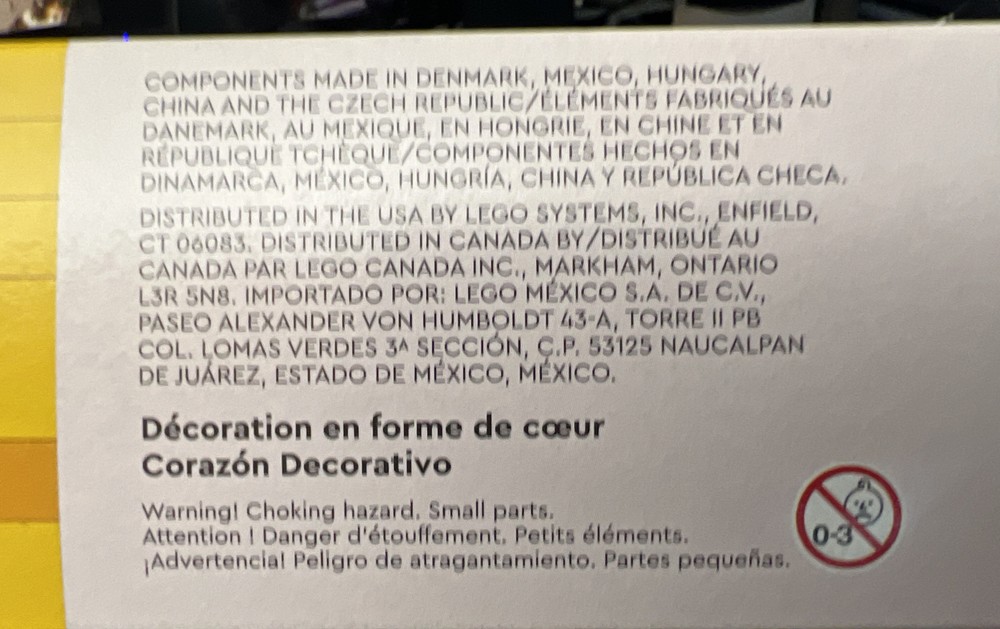 COMPONENTS MADE IN DENMARK, MEXICO, HUNGARY,
CHINA AND THE CZECH REPUBLIC/ÉLÉMENTS FABRIQUÉS AU
DANEMARK, AU MEXIQUE, EN HONGRIE, EN CHINE ET EN
RÉPUBLIQUE TCHÈQUE/COMPONENTES HECHOS EN
DINAMARCA, MÉXICO, HUNGRÍA, CHINA Y REPÚBLICA CHECA.
DISTRIBUTED IN THE USA BY LEGO SYSTEMS, INC., ENFIELD,
CT 06083. DISTRIBUTED IN CANADA BY/DISTRIBUÉ AU
CANADA PAR LEGO CANADA INC., MARKHAM, ONTARIO
L3R 5N8. IMPORTADO POR: LEGO MÉXICO S.A. DE C.V.,
PASEO ALEXANDER VON HUMBOLDT 43-A, TORRE II PB
COL. LOMAS VERDES 3ᴬ SECCIÓN, C.P. 53125 NAUCALPAN
DE JUÁREZ, ESTADO DE MÉXICO, MÉXICO.
Décoration en forme de cœur
Corazón Decorativo
Warning! Choking hazard. Small parts.
Attention ! Danger d'étouffement. Petits éléments.
¡Advertencia! Peligro de atragantamiento. Partes pequeñas.
0-3